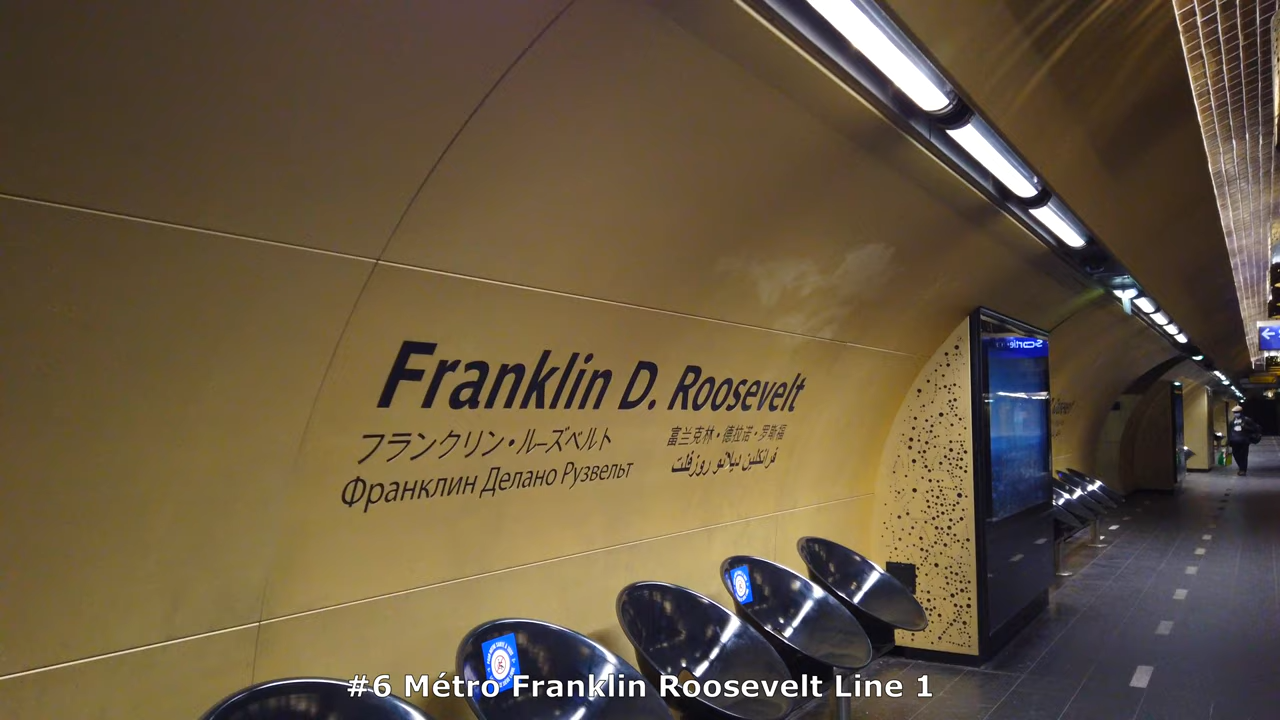 Franklin D. Roosevelt
フランクリン・ルーズベルト
富兰克林・德拉诺・罗斯福
Франклин Делано Рузвельт
فرانكلين ديلانو روزفلت
#6 Métro Franklin Roosevelt Line 1